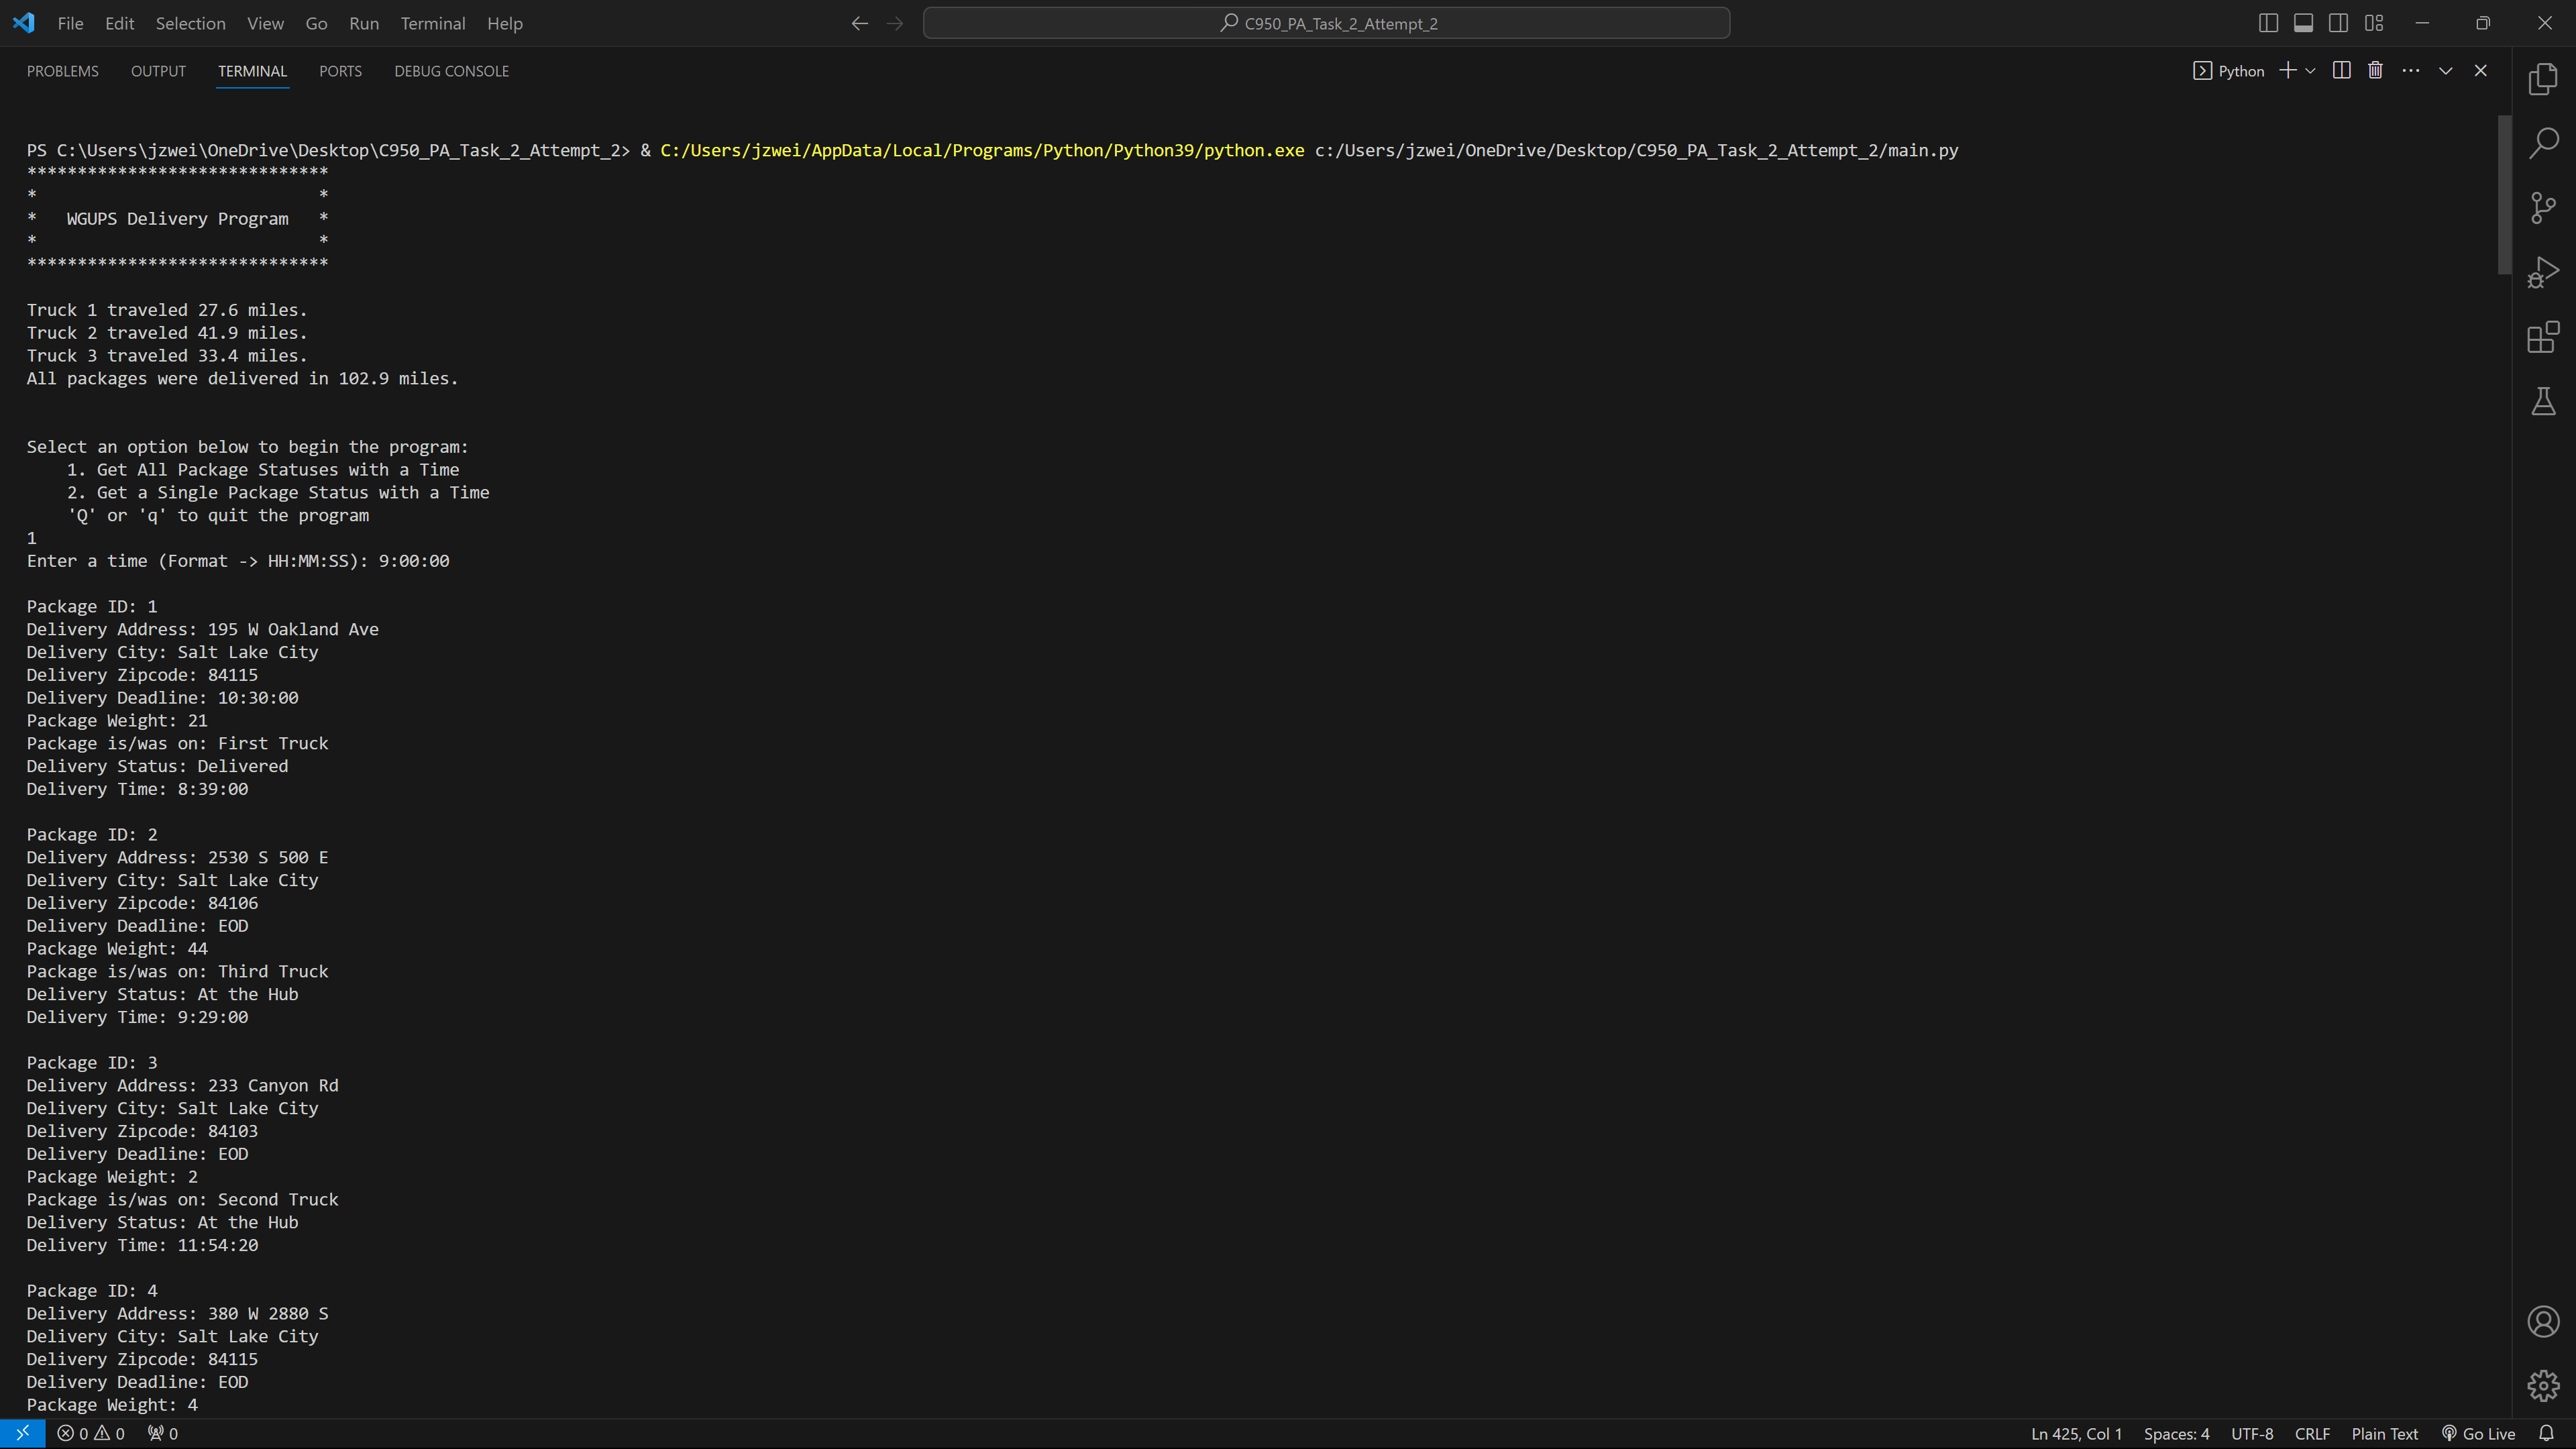 File Edit Selection View Go Run Terminal Help
C950_PA_Task_2_Attempt_2
PROBLEMS OUTPUT TERMINAL PORTS DEBUG CONSOLE
Python
PS C:\Users\jzwei\OneDrive\Desktop\C950_PA_Task_2_Attempt_2> & C:/Users/jzwei/AppData/Local/Programs/Python/Python39/python.exe c:/Users/jzwei/OneDrive/Desktop/C950_PA_Task_2_Attempt_2/main.py
******************************
*                            *
*   WGUPS Delivery Program   *
*                            *
******************************
Truck 1 traveled 27.6 miles.
Truck 2 traveled 41.9 miles.
Truck 3 traveled 33.4 miles.
All packages were delivered in 102.9 miles.
Select an option below to begin the program:
    1. Get All Package Statuses with a Time
    2. Get a Single Package Status with a Time
    'Q' or 'q' to quit the program
1
Enter a time (Format -> HH:MM:SS): 9:00:00
Package ID: 1
Delivery Address: 195 W Oakland Ave
Delivery City: Salt Lake City
Delivery Zipcode: 84115
Delivery Deadline: 10:30:00
Package Weight: 21
Package is/was on: First Truck
Delivery Status: Delivered
Delivery Time: 8:39:00
Package ID: 2
Delivery Address: 2530 S 500 E
Delivery City: Salt Lake City
Delivery Zipcode: 84106
Delivery Deadline: EOD
Package Weight: 44
Package is/was on: Third Truck
Delivery Status: At the Hub
Delivery Time: 9:29:00
Package ID: 3
Delivery Address: 233 Canyon Rd
Delivery City: Salt Lake City
Delivery Zipcode: 84103
Delivery Deadline: EOD
Package Weight: 2
Package is/was on: Second Truck
Delivery Status: At the Hub
Delivery Time: 11:54:20
Package ID: 4
Delivery Address: 380 W 2880 S
Delivery City: Salt Lake City
Delivery Zipcode: 84115
Delivery Deadline: EOD
Package Weight: 4
0 0 0 Ln 425, Col 1 Spaces: 4 UTF-8 CRLF Plain Text Go Live